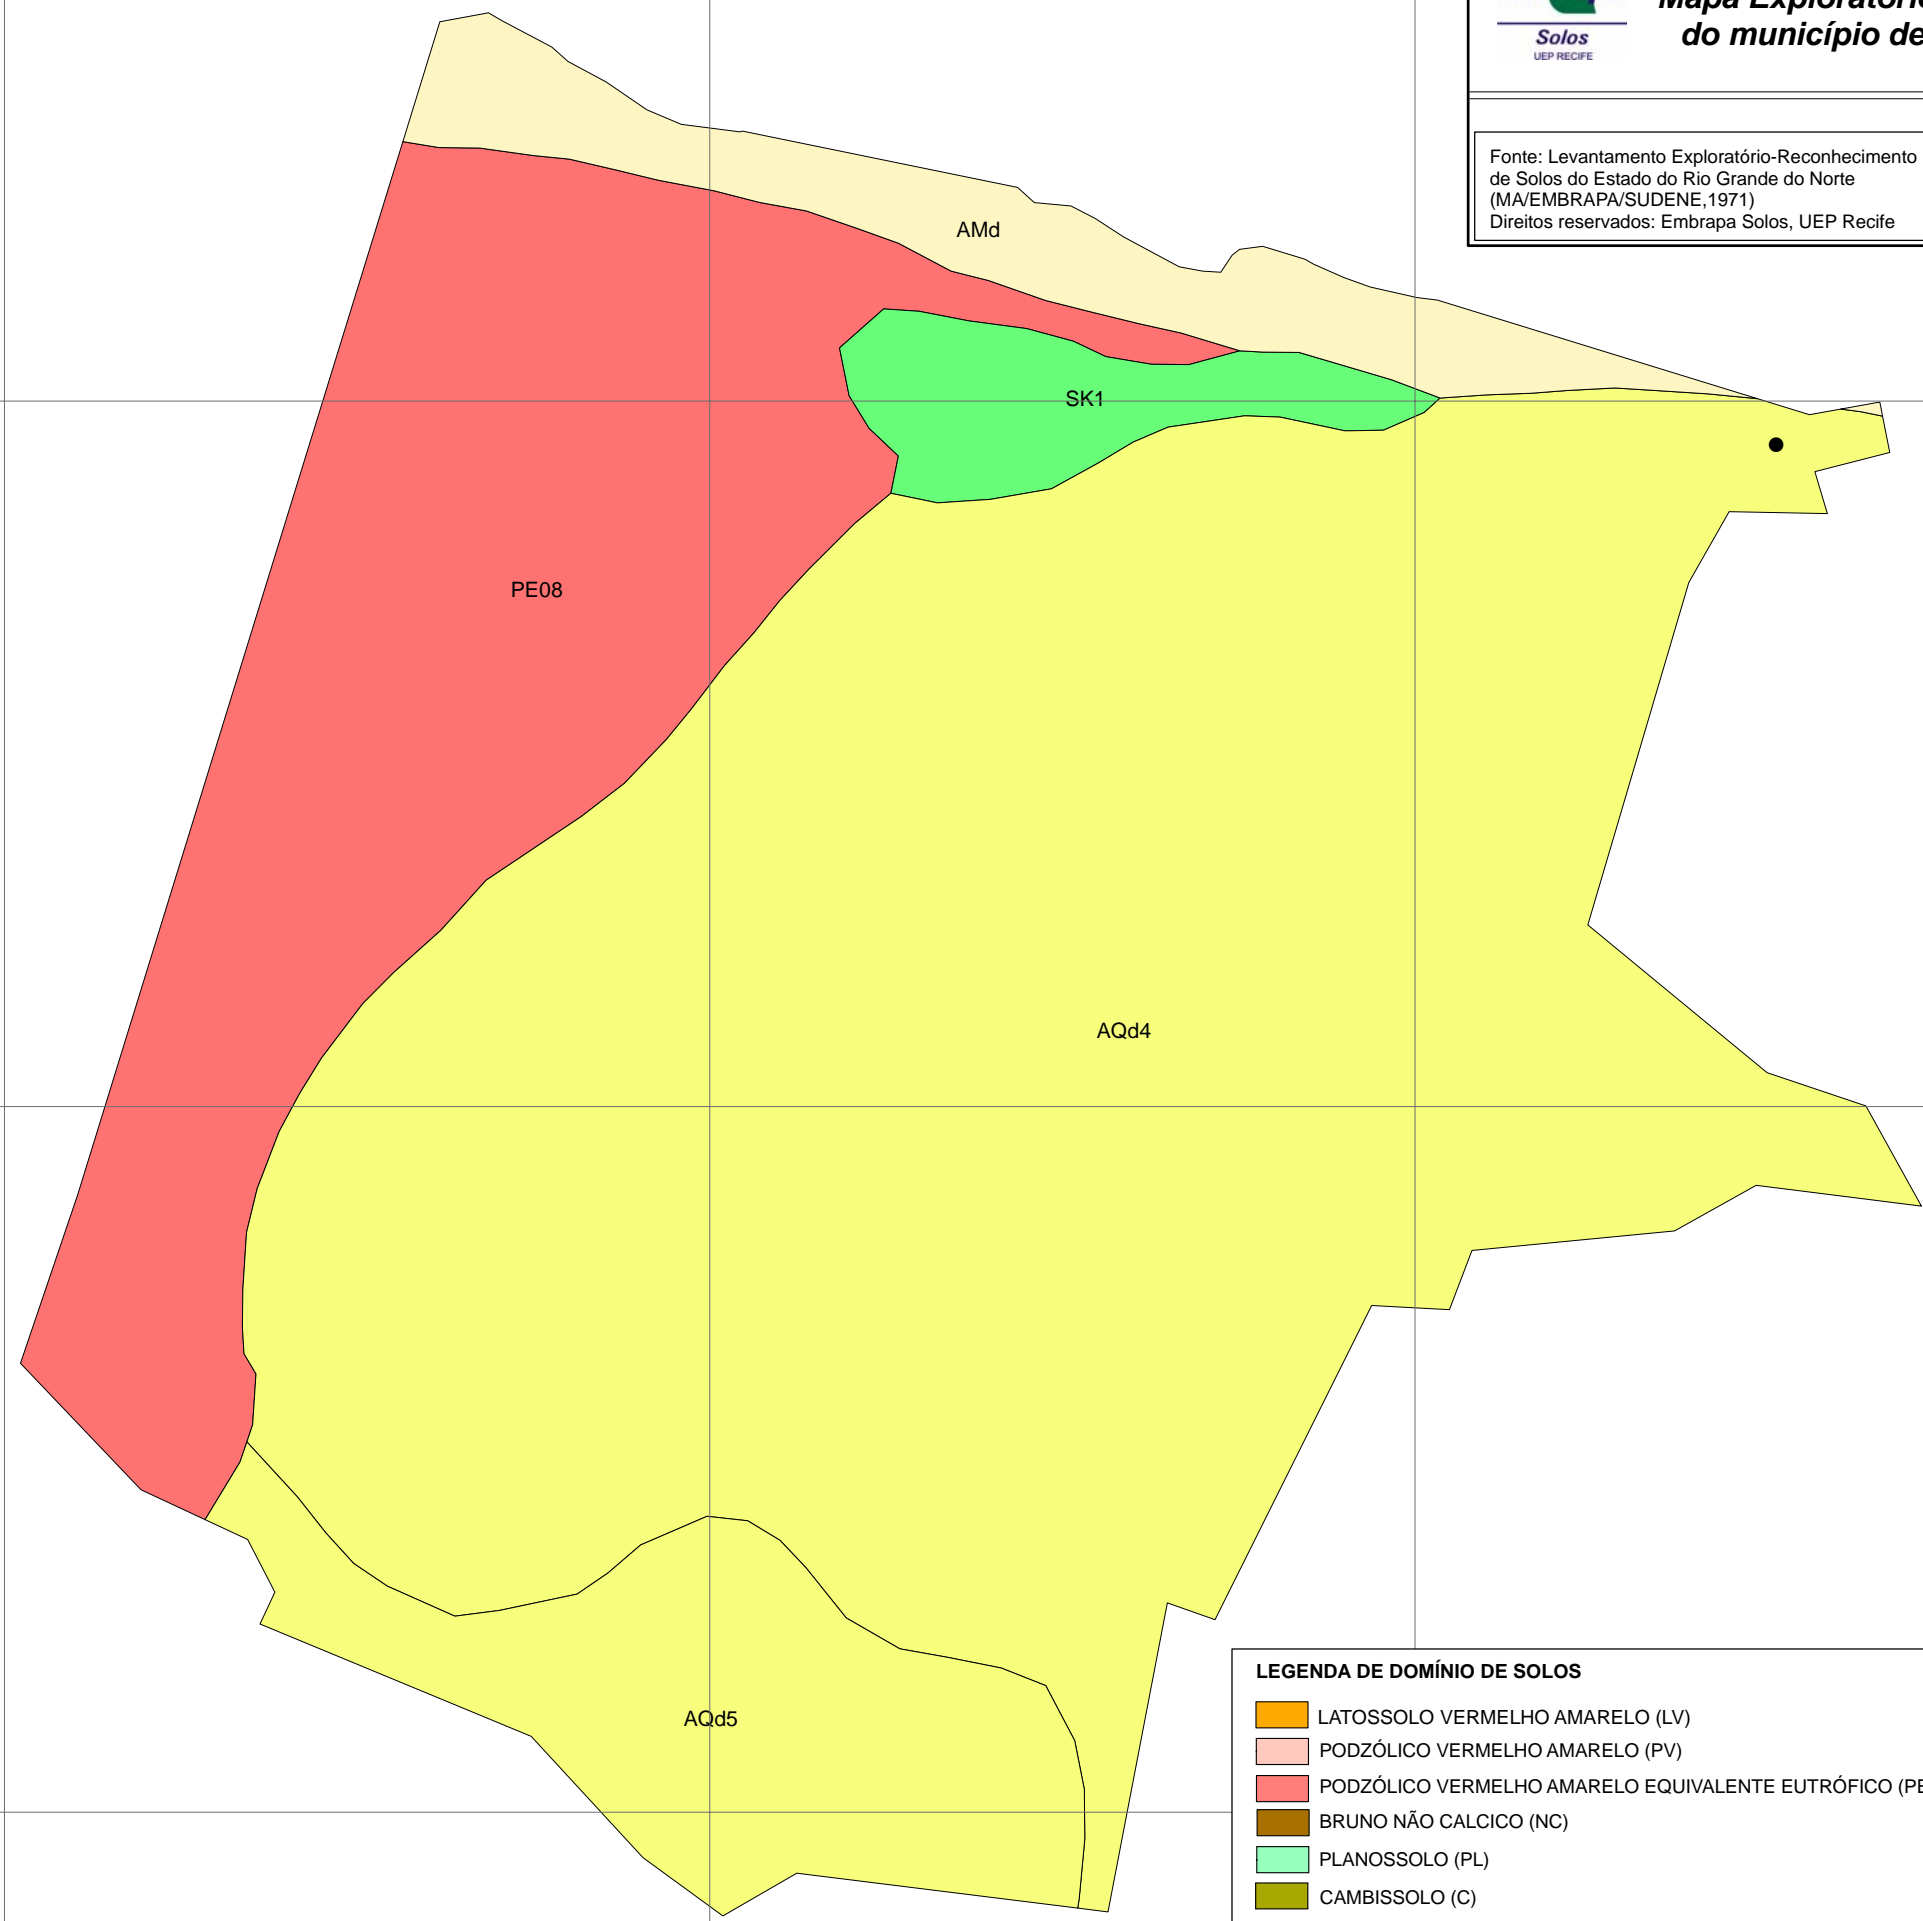 Mapa Exploratório
do município de
Solos
UEP RECIFE
Fonte: Levantamento Exploratório-Reconhecimento
de Solos do Estado do Rio Grande do Norte
(MA/EMBRAPA/SUDENE,1971)
Direitos reservados: Embrapa Solos, UEP Recife
AMd
SK1
PE08
AQd4
AQd5
LEGENDA DE DOMÍNIO DE SOLOS
LATOSSOLO VERMELHO AMARELO (LV)
PODZÓLICO VERMELHO AMARELO (PV)
PODZÓLICO VERMELHO AMARELO EQUIVALENTE EUTRÓFICO (PE
BRUNO NÃO CALCICO (NC)
PLANOSSOLO (PL)
CAMBISSOLO (C)